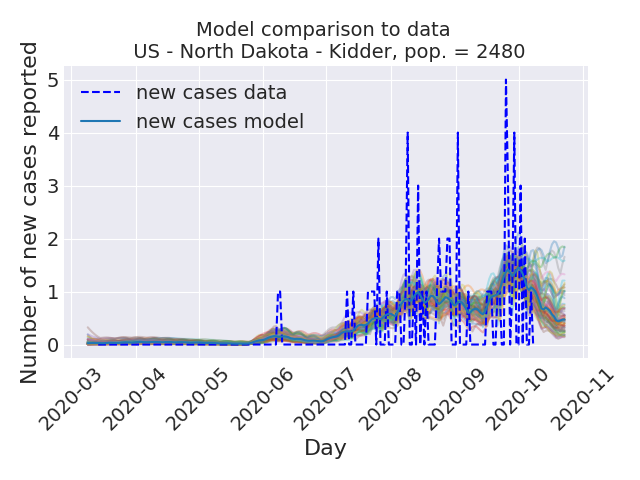 Model comparison to data
US - North Dakota - Kidder, pop. = 2480
Number of new cases reported
5
4
3
2
1
0
new cases data
new cases model
2020-03
2020-04
2020-05
2020-06
2020-07
2020-08
2020-09
2020-10
2020-11
Day